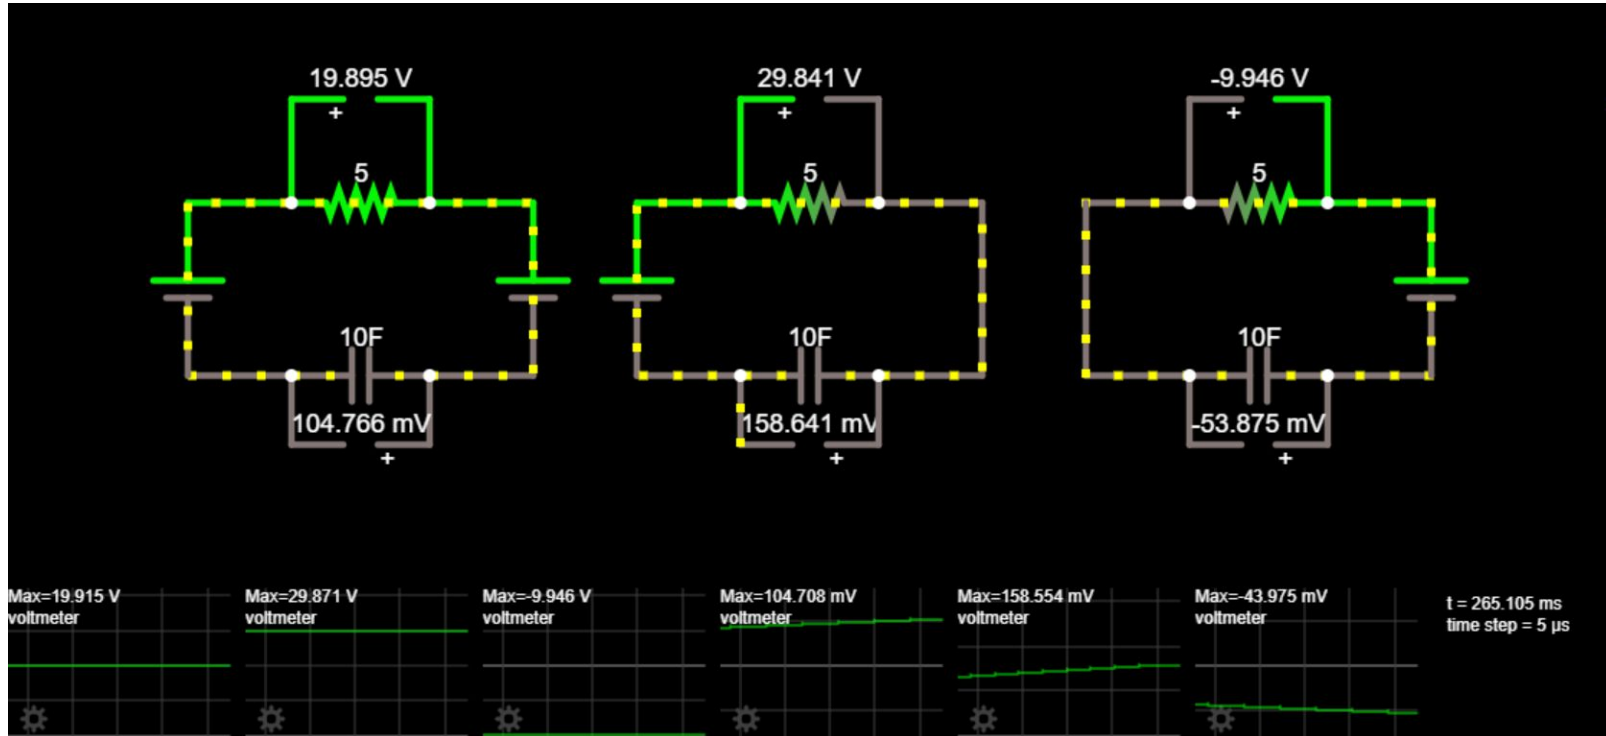 19.895 V
+
5
10F
104.766 mV
+
29.841 V
+
5
10F
158.641 mV
+
-9.946 V
+
5
10F
-53.875 mV
+
Max=19.915 V
voltmeter
Max=29.871 V
voltmeter
Max=-9.946 V
voltmeter
Max=104.708 mV
voltmeter
Max=158.554 mV
voltmeter
Max=-43.975 mV
voltmeter
t = 265.105 ms
time step = 5 µs